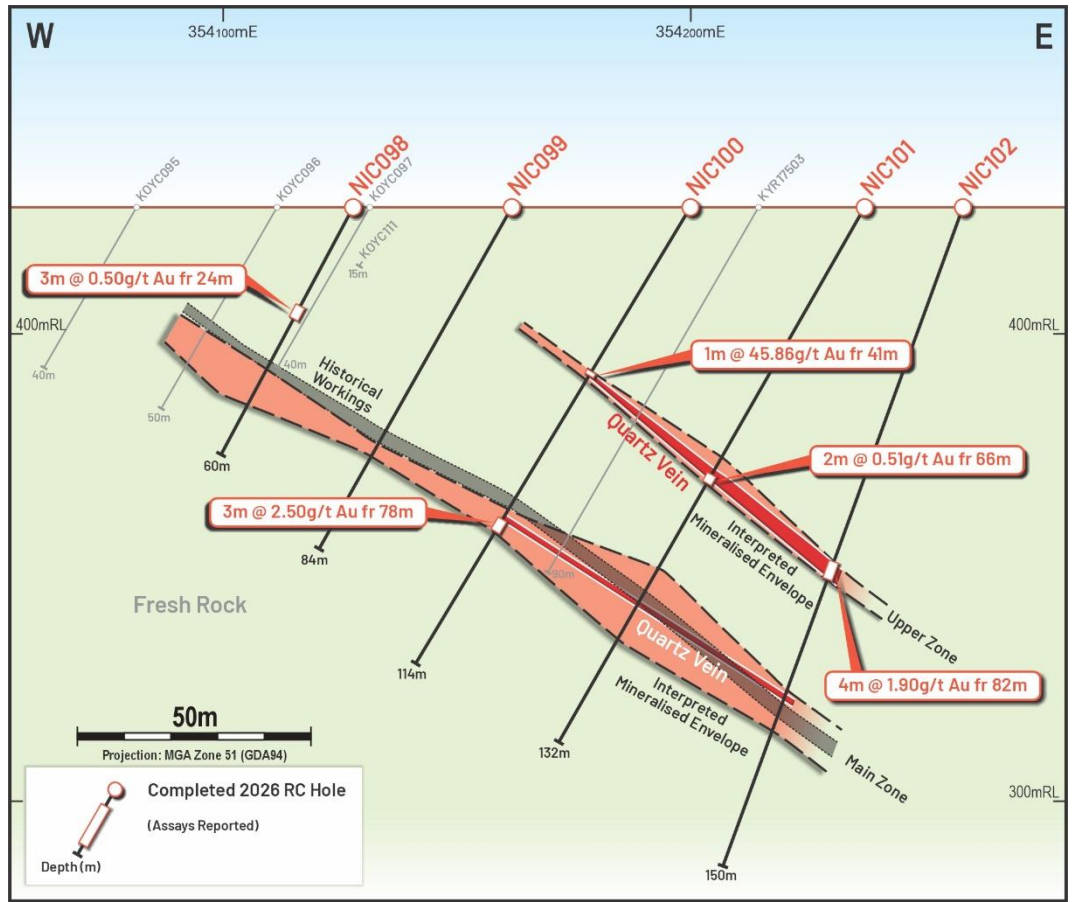 W
354100mE
354200mE
E
KOYC095
KOYC096
NIC098
KOYC097
NIC099
NIC100
KYR17503
NIC101
NIC102
KOYC111
15m
3m @ 0.50g/t Au fr 24m
400mRL
400mRL
40m
40m
50m
60m
Historical
Workings
1m @ 45.86g/t Au fr 41m
Quartz Vein
2m @ 0.51g/t Au fr 66m
3m @ 2.50g/t Au fr 78m
84m
90m
Interpreted
Mineralised Envelope
Upper Zone
Fresh Rock
Quartz Vein
114m
4m @ 1.90g/t Au fr 82m
Interpreted
Mineralised Envelope
132m
Main Zone
50m
Projection: MGA Zone 51 (GDA94)
300mRL
Completed 2026 RC Hole
(Assays Reported)
Depth (m)
150m